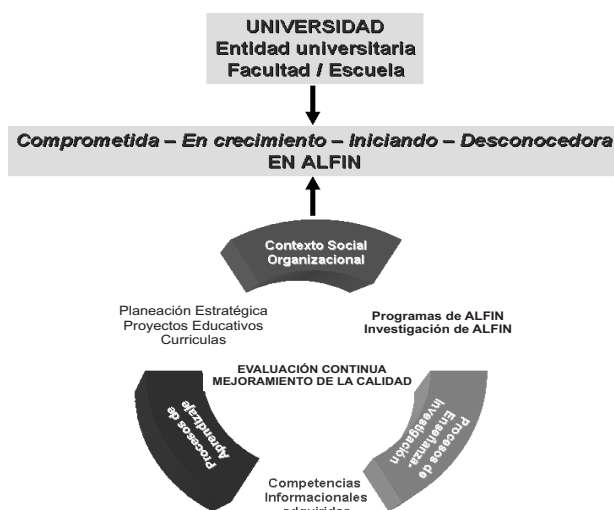 UNIVERSIDAD
Entidad universitaria
Facultad / Escuela
Comprometida – En crecimiento – Iniciando – Desconocedora
EN ALFIN
Contexto Social
Organizacional
Planeación Estratégica
Proyectos Educativos
Curriculas
Programas de ALFIN
Investigación de ALFIN
EVALUACIÓN CONTINUA
MEJORAMIENTO DE LA CALIDAD
Procesos de
Aprendizaje
Procesos de
Enseñanza.
Investigación
Competencias
Informacionales
adquiridas